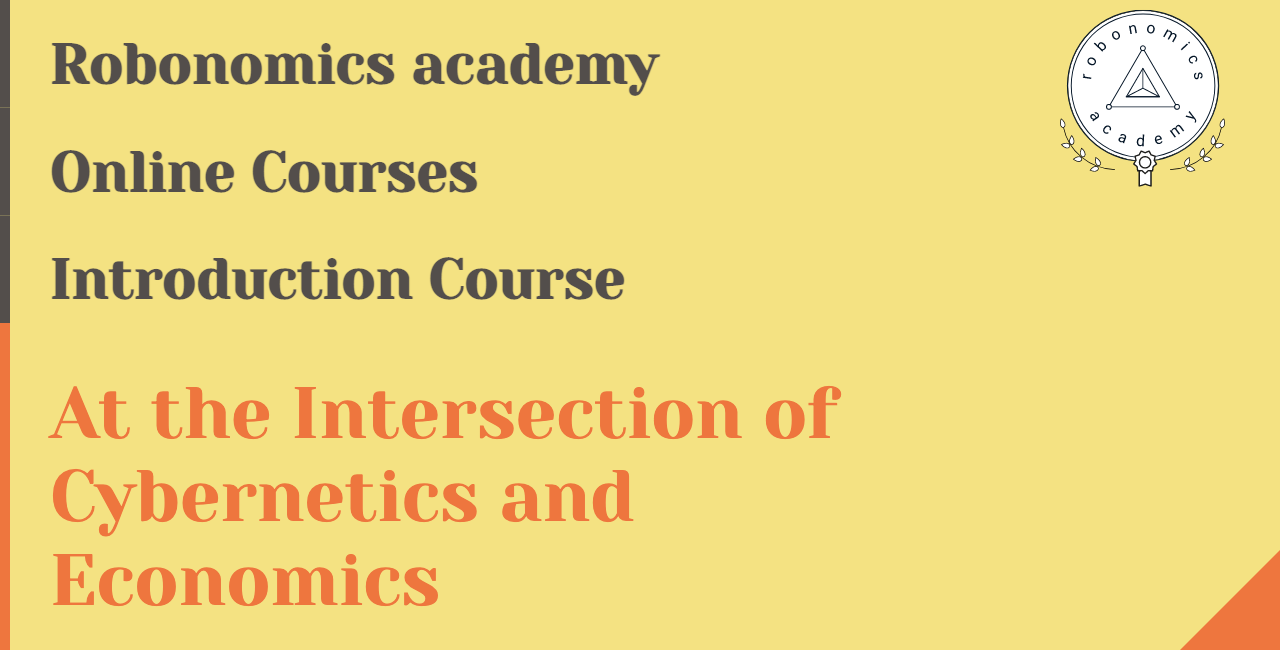 Robonomics academy
robonomics
academy
Online Courses
Introduction Course
At the Intersection of
Cybernetics and
Economics